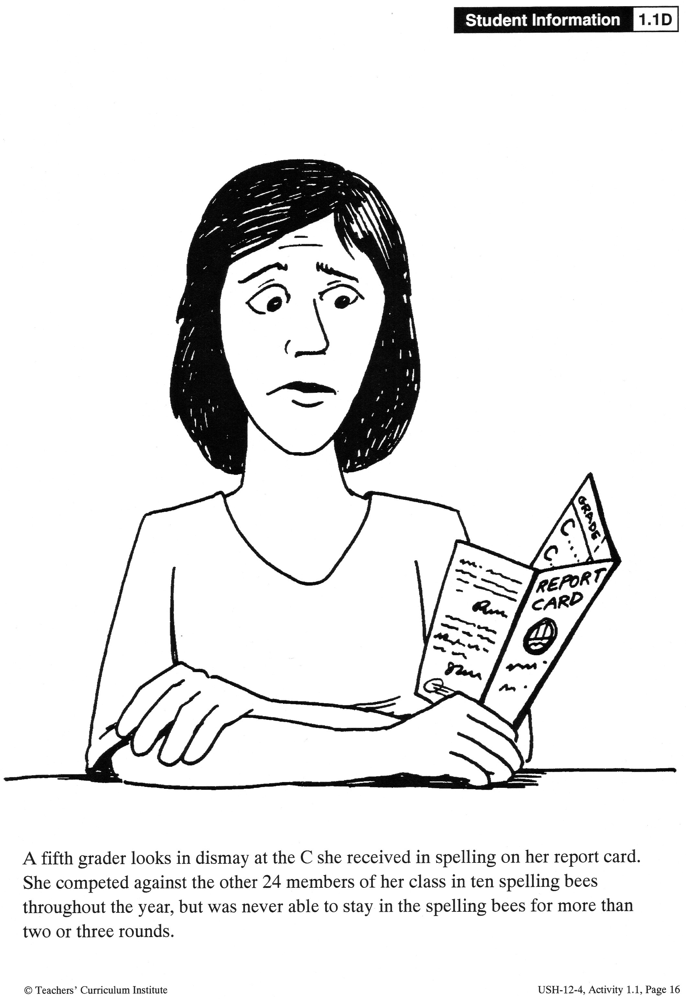 Student Information 1.1D
GRADE
C
C
REPORT
CARD
A fifth grader looks in dismay at the C she received in spelling on her report card.
She competed against the other 24 members of her class in ten spelling bees
throughout the year, but was never able to stay in the spelling bees for more than
two or three rounds.
© Teachers' Curriculum Institute
USH-12-4, Activity 1.1, Page 16